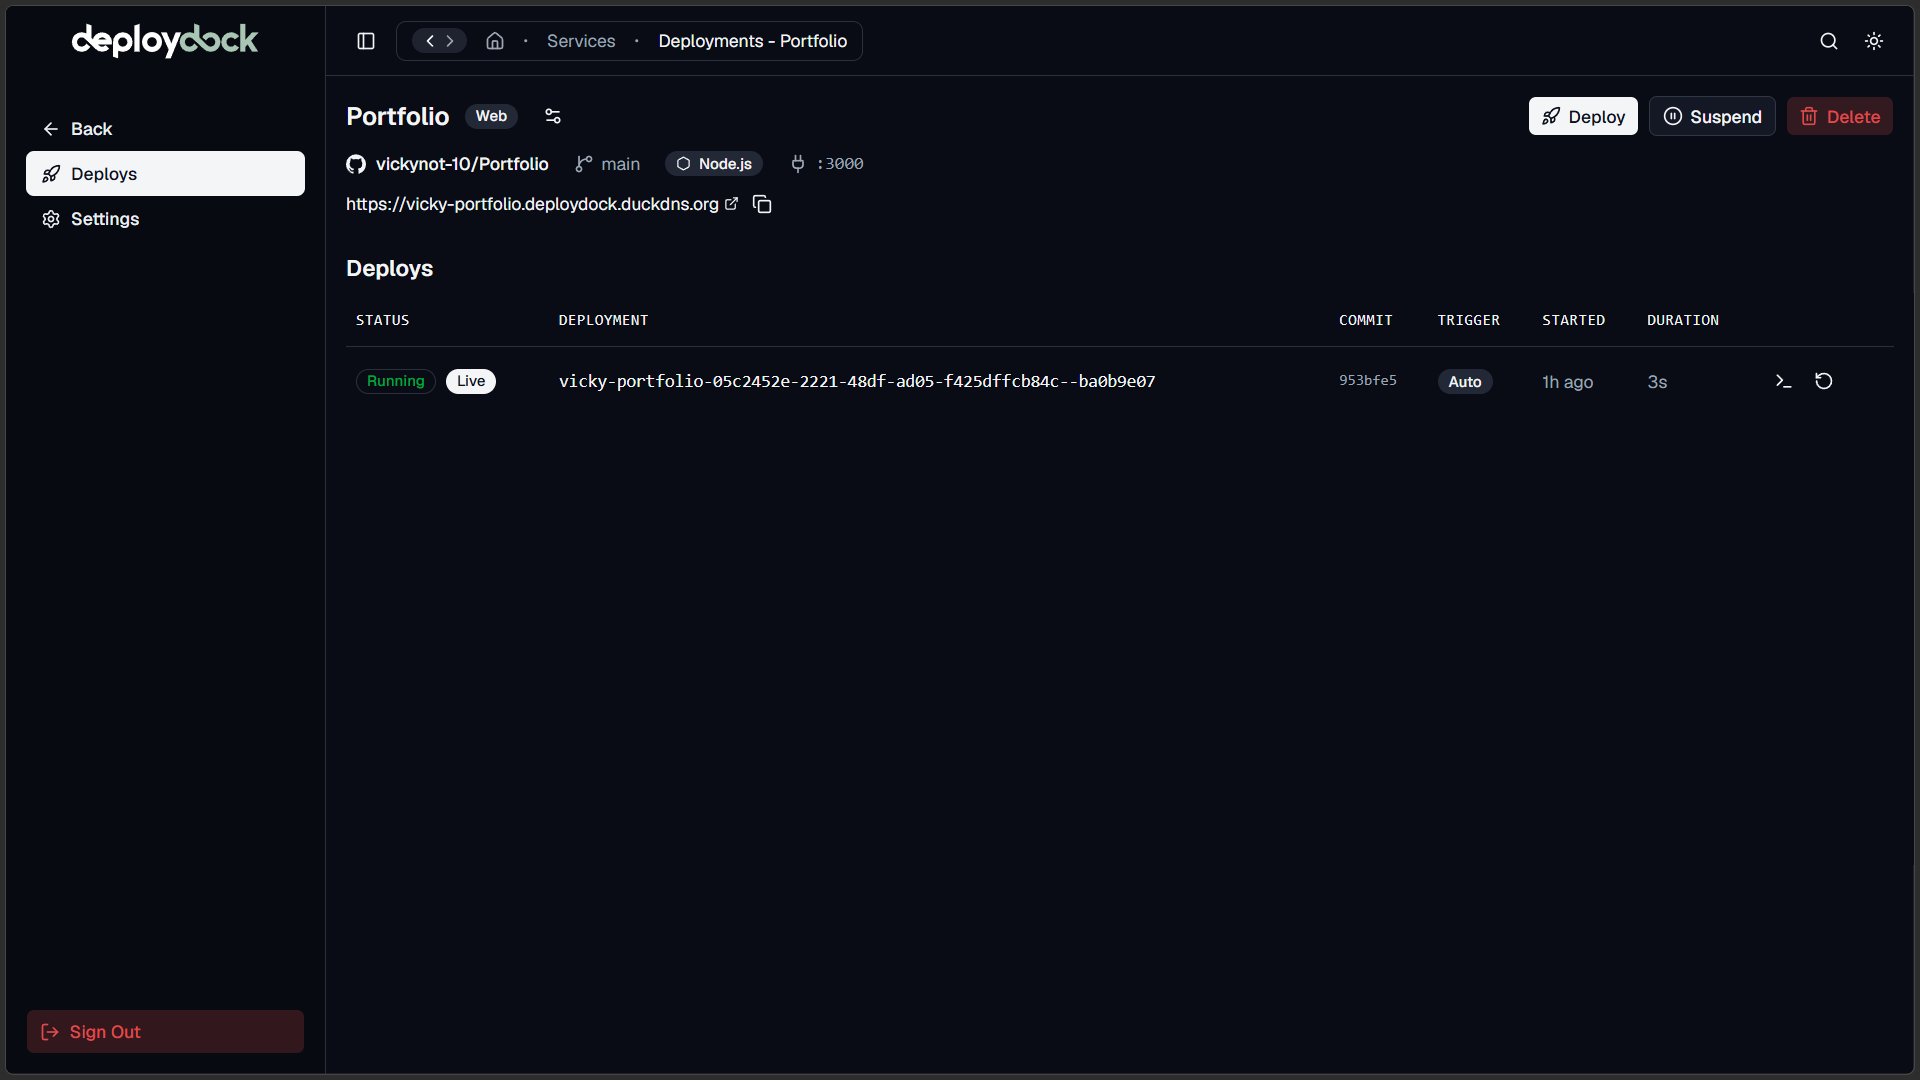 deploydock
Services · Deployments - Portfolio
Back
Deploys
Settings
Portfolio Web
Deploy Suspend Delete
vickynot-10/Portfolio main Node.js :3000
https://vicky-portfolio.deploydock.duckdns.org
Deploys
STATUS DEPLOYMENT COMMIT TRIGGER STARTED DURATION
Running Live vicky-portfolio-05c2452e-2221-48df-ad05-f425dffcb84c--ba0b9e07 953bfe5 Auto 1h ago 3s
Sign Out